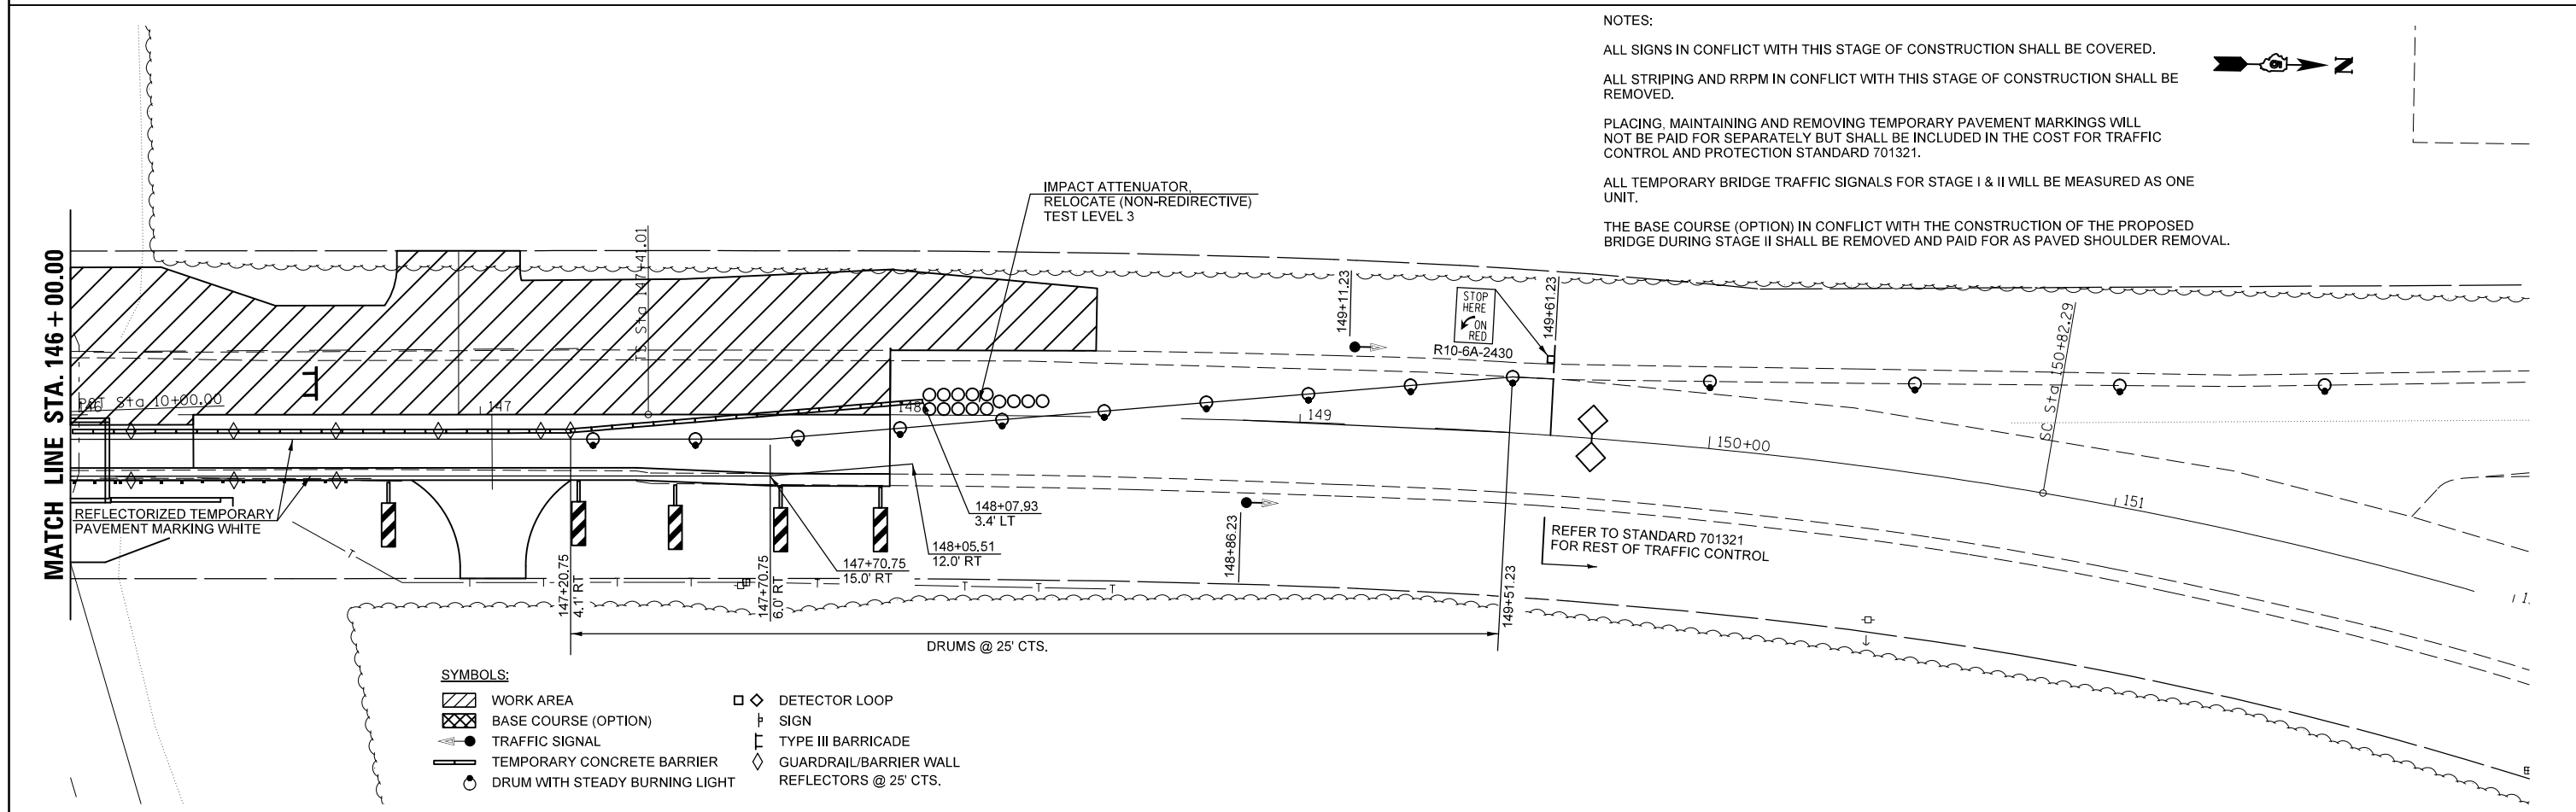 NOTES:
ALL SIGNS IN CONFLICT WITH THIS STAGE OF CONSTRUCTION SHALL BE COVERED.
ALL STRIPING AND RRPM IN CONFLICT WITH THIS STAGE OF CONSTRUCTION SHALL BE
REMOVED.
PLACING, MAINTAINING AND REMOVING TEMPORARY PAVEMENT MARKINGS WILL
NOT BE PAID FOR SEPARATELY BUT SHALL BE INCLUDED IN THE COST FOR TRAFFIC
CONTROL AND PROTECTION STANDARD 701321.
ALL TEMPORARY BRIDGE TRAFFIC SIGNALS FOR STAGE I & II WILL BE MEASURED AS ONE
UNIT.
THE BASE COURSE (OPTION) IN CONFLICT WITH THE CONSTRUCTION OF THE PROPOSED
BRIDGE DURING STAGE II SHALL BE REMOVED AND PAID FOR AS PAVED SHOULDER REMOVAL.
N
IMPACT ATTENUATOR,
RELOCATE (NON-REDIRECTIVE)
TEST LEVEL 3
MATCH LINE STA. 146+00.00
TS Sta 147+41.01
149+11.23
STOP
HERE
ON
RED
R10-6A-2430
149+61.23
SC Sta 150+82.29
POT Sta 10+00.00
146
147
148
149
150+00
151
REFLECTORIZED TEMPORARY
PAVEMENT MARKING WHITE
T
147+20.75
4.1' RT
147+70.75
6.0' RT
147+70.75
15.0' RT
148+05.51
12.0' RT
148+07.93
3.4' LT
148+86.23
149+51.23
REFER TO STANDARD 701321
FOR REST OF TRAFFIC CONTROL
T T T T T T T T
DRUMS @ 25' CTS.
SYMBOLS:
WORK AREA
BASE COURSE (OPTION)
TRAFFIC SIGNAL
TEMPORARY CONCRETE BARRIER
DRUM WITH STEADY BURNING LIGHT
DETECTOR LOOP
SIGN
TYPE III BARRICADE
GUARDRAIL/BARRIER WALL
REFLECTORS @ 25' CTS.